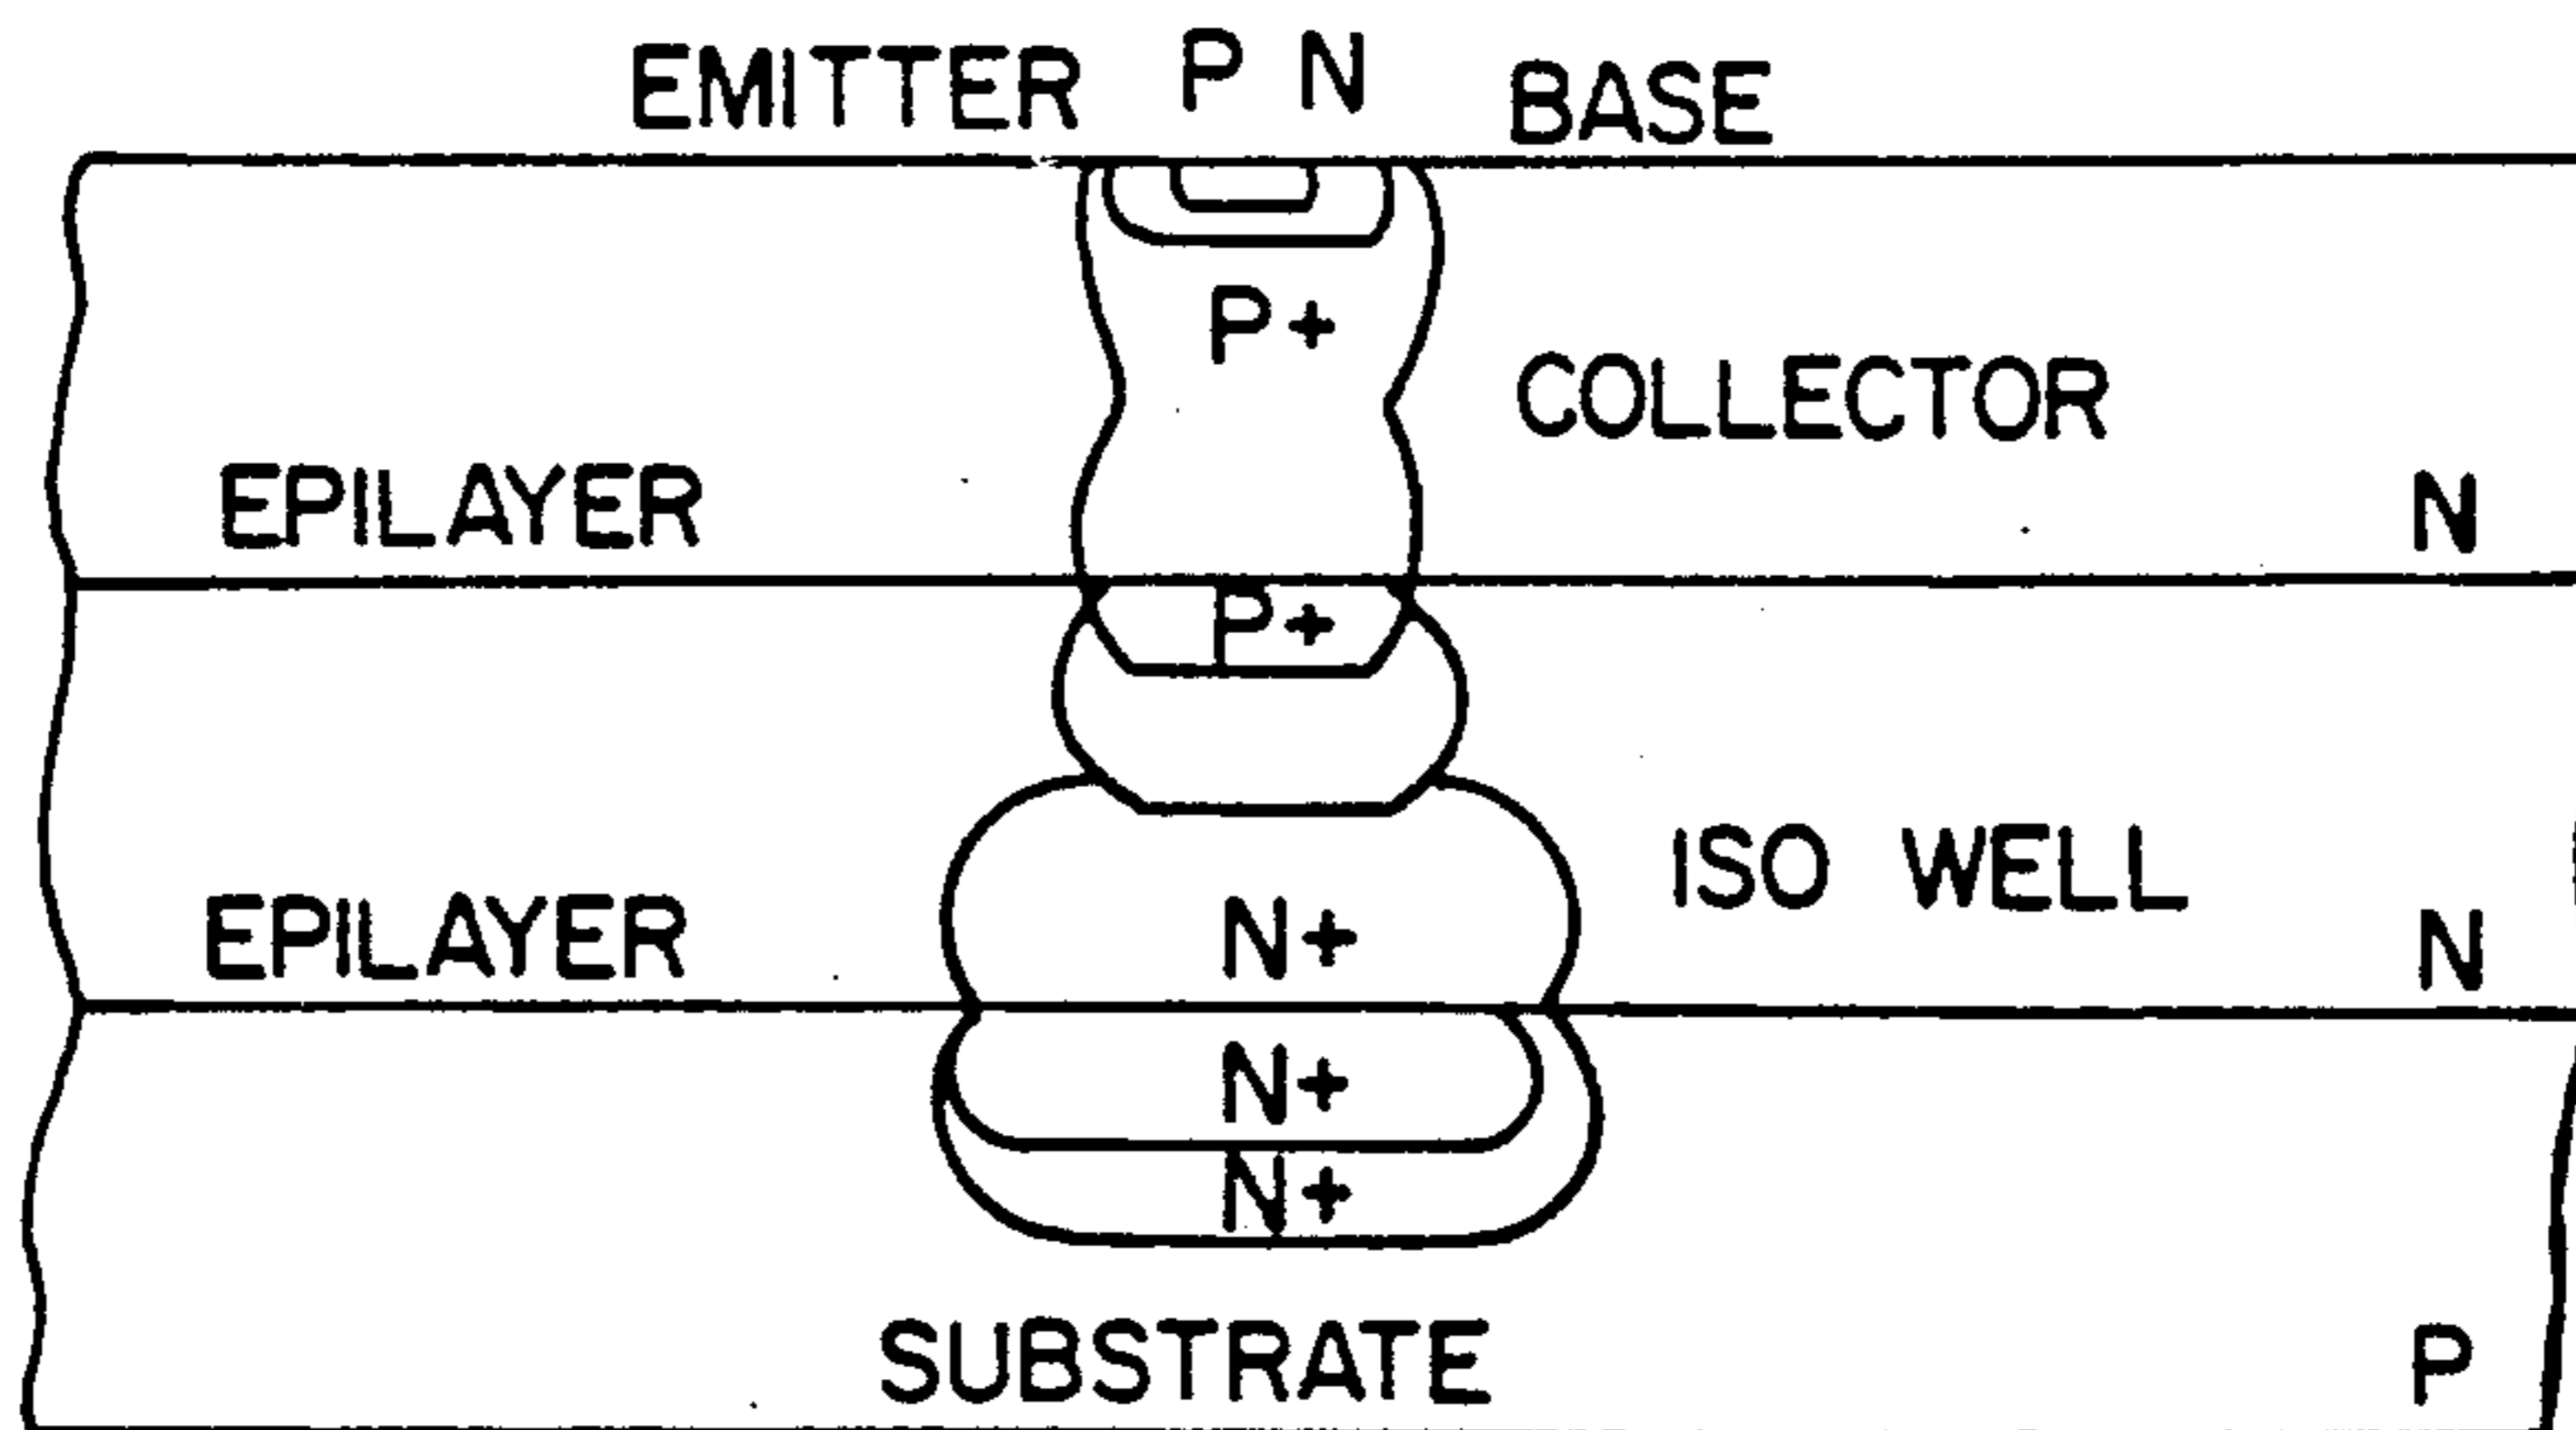 EMITTER P N BASE
P+
COLLECTOR
EPILAYER N
P+
ISO WELL
EPILAYER N+ N
N+
N+
SUBSTRATE P